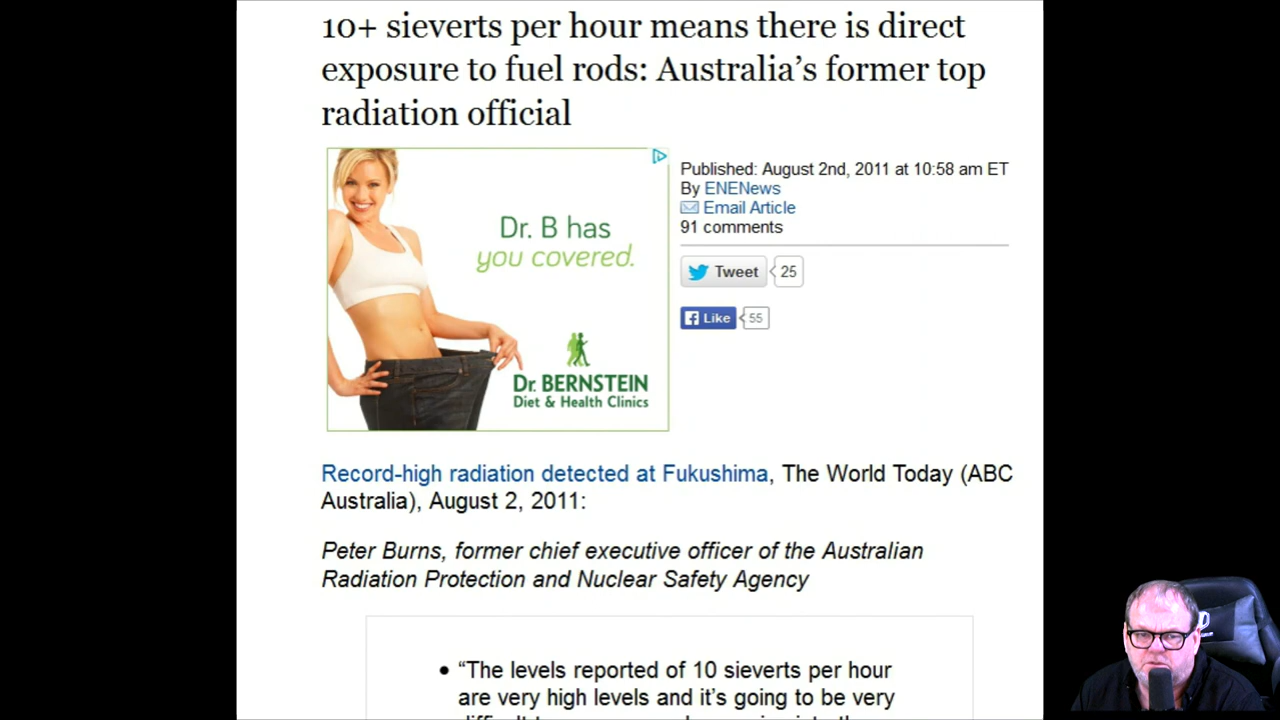 10+ sieverts per hour means there is direct
exposure to fuel rods: Australia’s former top
radiation official
Dr. B has
you covered.
Dr. BERNSTEIN
Diet & Health Clinics
Published: August 2nd, 2011 at 10:58 am ET
By ENENews
Email Article
91 comments
Tweet 25
Like 55
Record-high radiation detected at Fukushima, The World Today (ABC
Australia), August 2, 2011:
Peter Burns, former chief executive officer of the Australian
Radiation Protection and Nuclear Safety Agency
• “The levels reported of 10 sieverts per hour
are very high levels and it’s going to be very